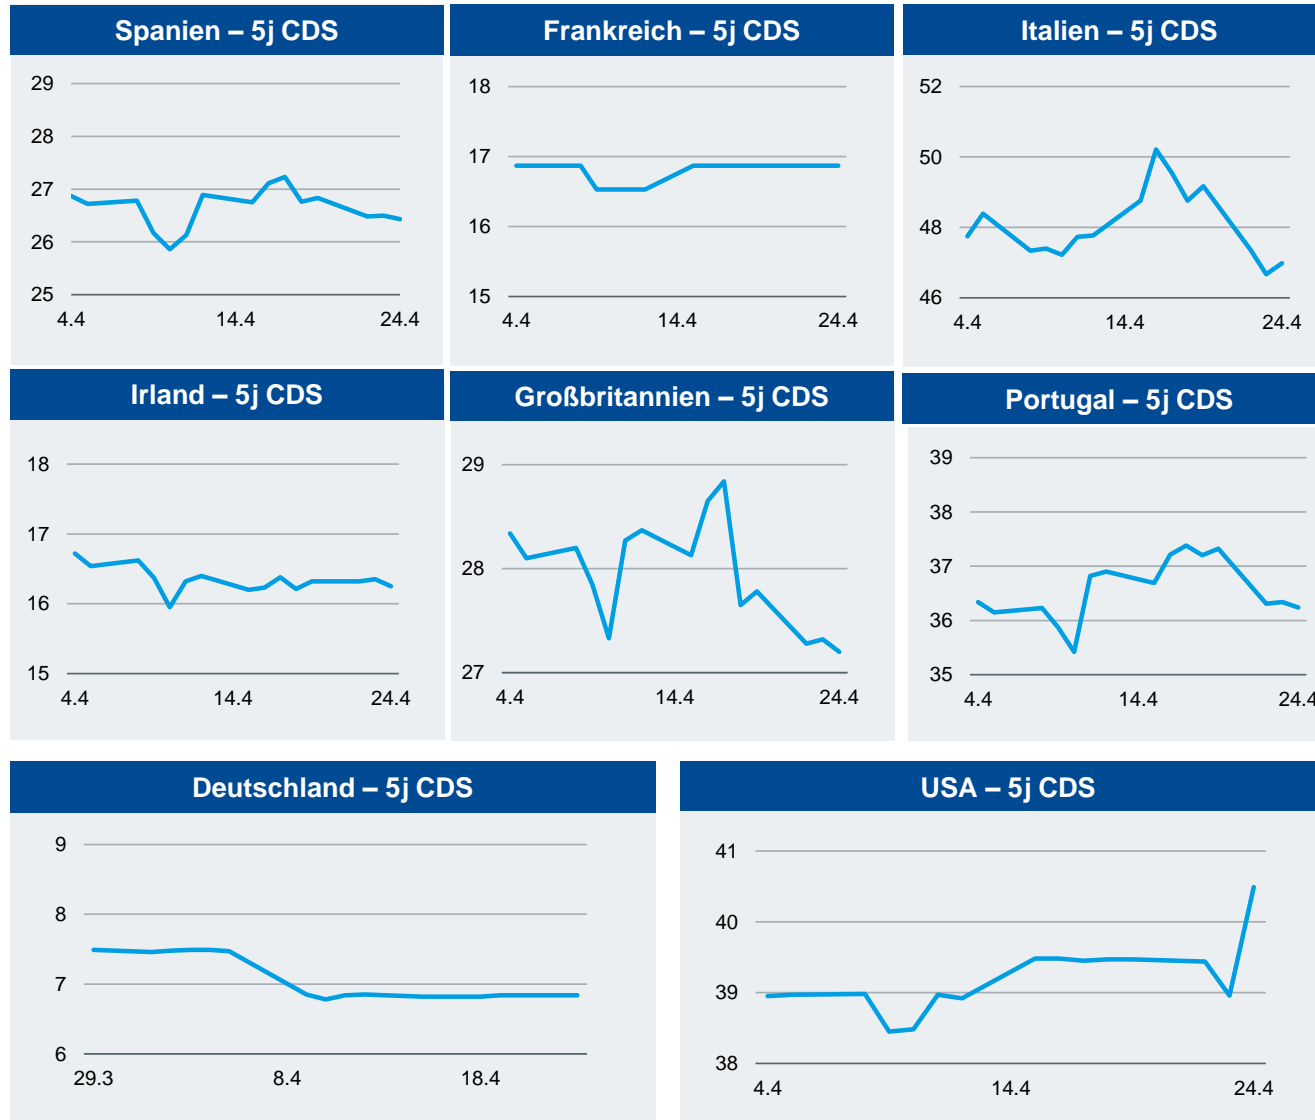 Spanien – 5j CDS
29
28
27
26
25
4.4 14.4 24.4
Frankreich – 5j CDS
18
17
16
15
4.4 14.4 24.4
Italien – 5j CDS
52
50
48
46
4.4 14.4 24.4
Irland – 5j CDS
18
17
16
15
4.4 14.4 24.4
Großbritannien – 5j CDS
29
28
27
4.4 14.4 24.4
Portugal – 5j CDS
39
38
37
36
35
4.4 14.4 24.4
Deutschland – 5j CDS
9
8
7
6
29.3 8.4 18.4
USA – 5j CDS
41
40
39
38
4.4 14.4 24.4